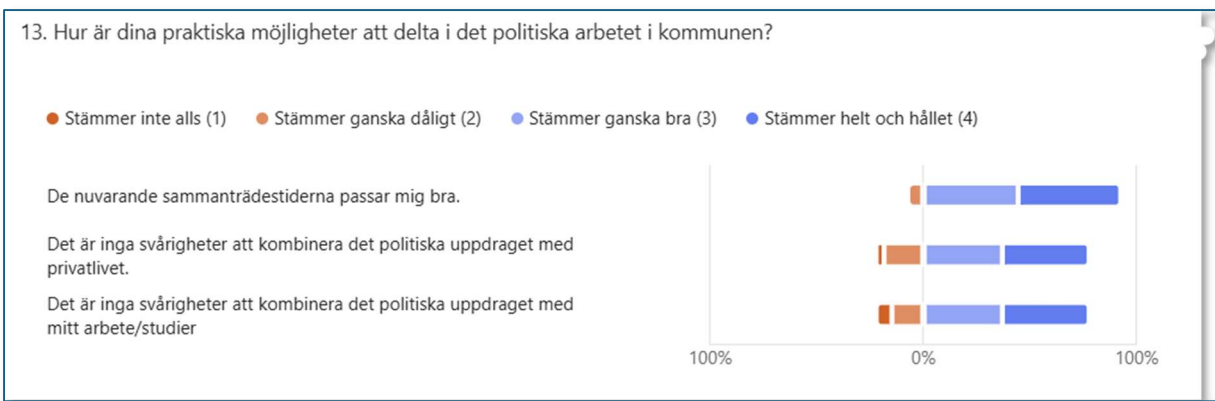 13. Hur är dina praktiska möjligheter att delta i det politiska arbetet i kommunen?
Stämmer inte alls (1) Stämmer ganska dåligt (2) Stämmer ganska bra (3) Stämmer helt och hållet (4)
De nuvarande sammanträdestiderna passar mig bra.
Det är inga svårigheter att kombinera det politiska uppdraget med
privatlivet.
Det är inga svårigheter att kombinera det politiska uppdraget med
mitt arbete/studier
100% 0% 100%